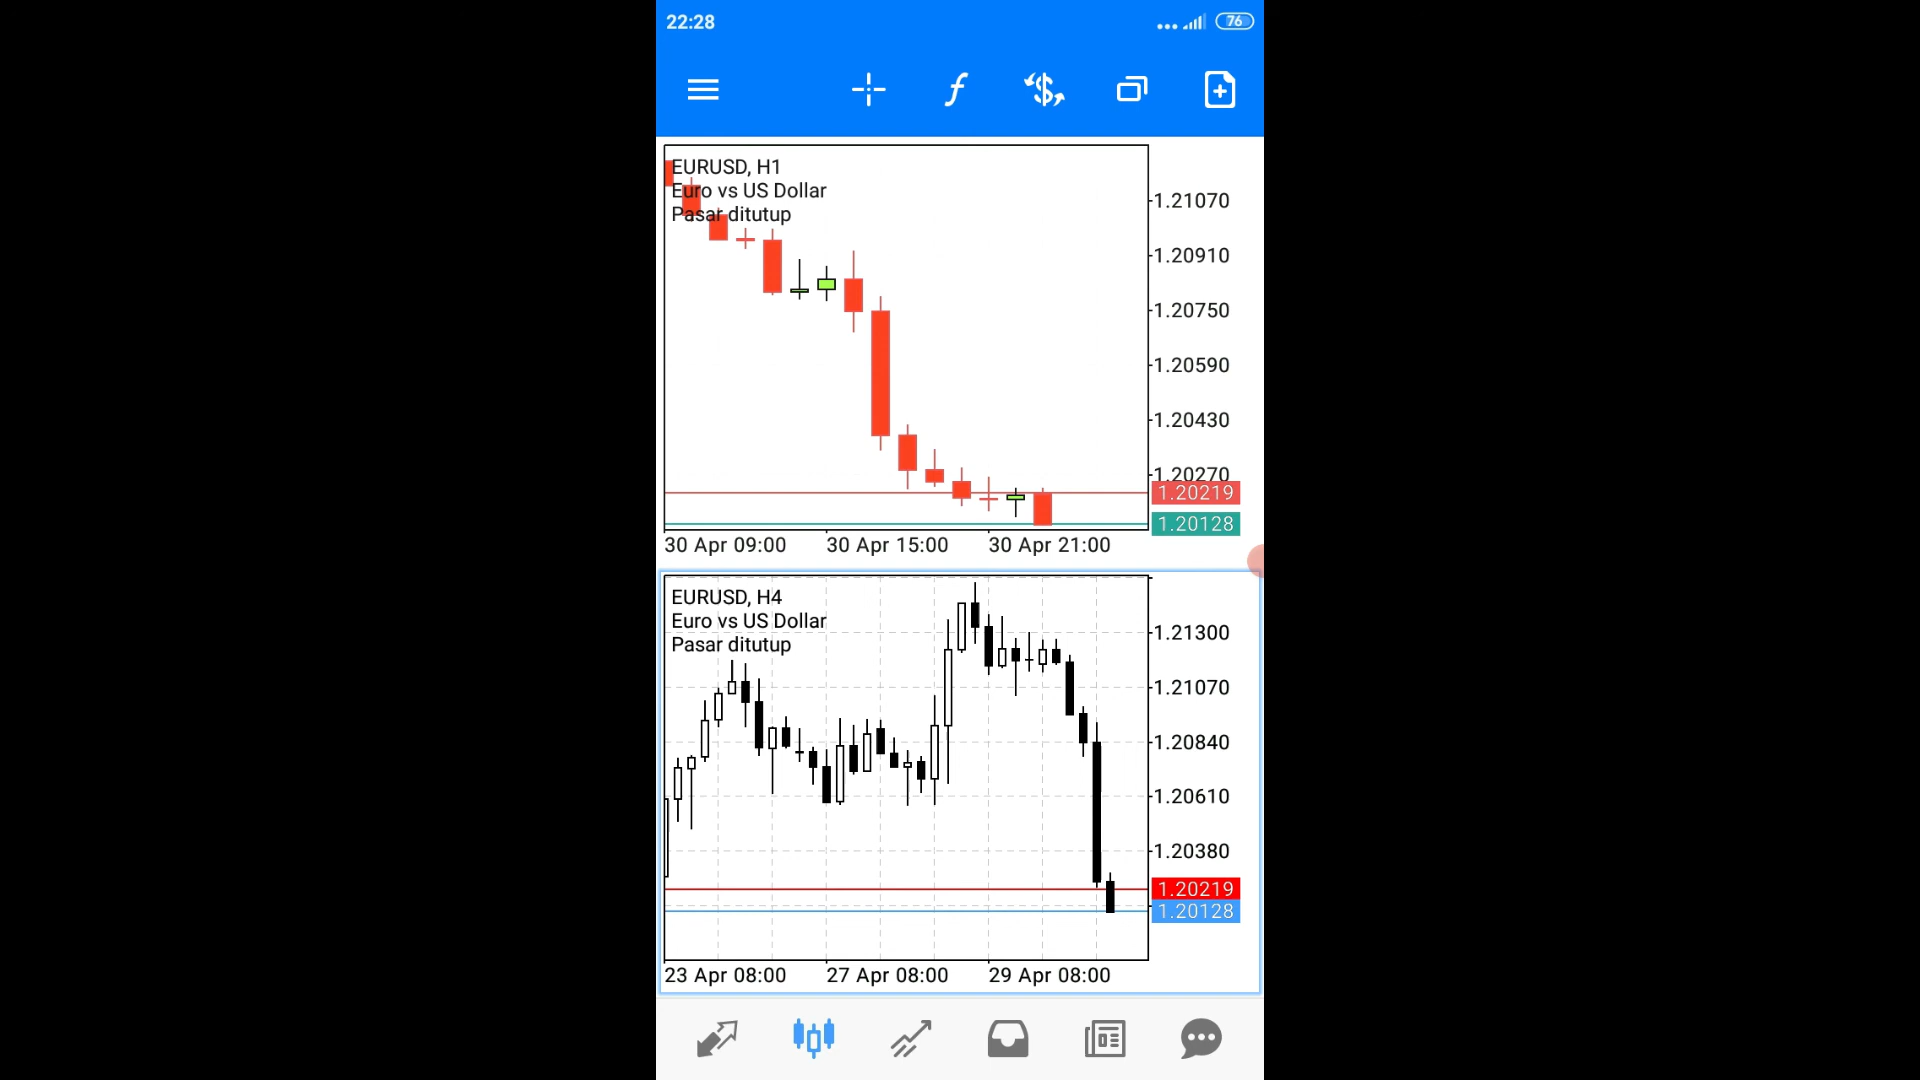 22:28
76
EURUSD, H1
Euro vs US Dollar
Pasar ditutup
1.21070
1.20910
1.20750
1.20590
1.20430
1.20270
1.20219
1.20128
30 Apr 09:00
30 Apr 15:00
30 Apr 21:00
EURUSD, H4
Euro vs US Dollar
Pasar ditutup
1.21300
1.21070
1.20840
1.20610
1.20380
1.20219
1.20128
23 Apr 08:00
27 Apr 08:00
29 Apr 08:00